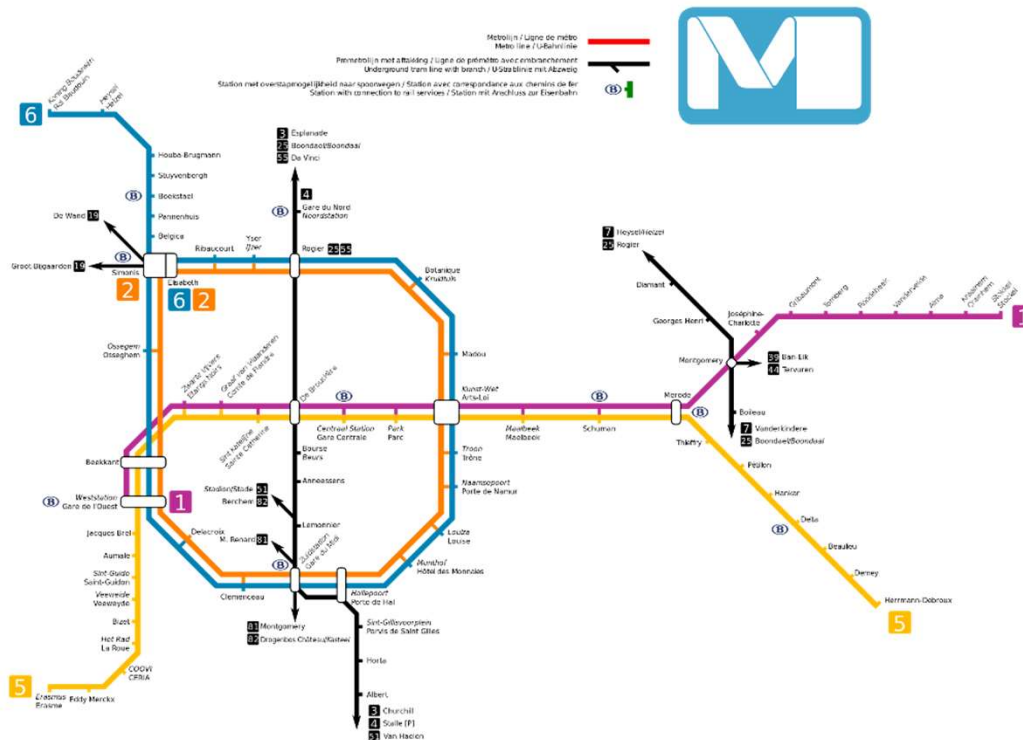 Metrolijn / Ligne de métro
Metro line / U-Bahnlinie
Premetrolijn met aftakking / Ligne de prémétro avec embranchement
Underground tram line with branch / U-Strablinie mit Abzweig
Station met overstapmogelijkheid naar spoorwegen / Station avec correspondance aux chemins de fer
Station with connection to rail services / Station mit Anschluss zur Eisenbahn
B
M
6
Koning Boudewijn
Roi Baudouin
Heysel
Heizel
Houba-Brugmann
Stuyvenbergh
B
Bockstael
Pannenhuis
Belgica
De Wand 19
B
Groot Bijgaarden 19
Simonis
2
Elisabeth
6 2
Ribaucourt
Yser
IJzer
3 Esplanade
25 Boondael/Boondaal
55 Da Vinci
4
B
Gare du Nord
Noordstation
Rogier 25 55
Botanique
Kruidtuin
Madou
Kunst-Wet
Arts-Loi
Ossegem
Osseghem
Zwarte Vijvers
Etangs Noirs
Graaf van Vlaanderen
Comte de Flandre
Sint Katelijne
Sainte Catherine
De Brouckère
B
Centraal Station
Gare Centrale
Park
Parc
Maalbeek
Maelbeek
B
Schuman
Merode
B
7 Heysel/Heizel
25 Rogier
Diamant
Georges Henri
Joséphine-
Charlotte
Montgomery
39 Ban-Eik
44 Tervuren
Boileau
7 Vanderkindere
25 Boondael/Boondaal
Gribaumont
Tomberg
Roodebeek
Vandervelde
Alma
Kraainem
Crainhem
Stokkel
Stockel
1
Thieffry
Pétillon
Hankar
B
Delta
Beaulieu
Demey
Herrmann-Debroux
5
Beekkant
B
Weststation
Gare de l'Ouest
1
Jacques Brel
Aumale
Sint-Guido
Saint-Guidon
Veeweide
Veeweyde
Bizet
Het Rad
La Roue
COOVI
CERIA
5
Erasmus
Erasme
Eddy Merckx
Delacroix
Clemenceau
Bourse
Beurs
Anneessens
Stadion/Stade 51
Berchem 82
Lemonnier
M. Renard 81
B
Zuidstation
Gare du Midi
81 Montgomery
82 Drogenbos Château/Kasteel
Troon
Trône
Naamsepoort
Porte de Namur
Louiza
Louise
Munthof
Hôtel des Monnaies
Hallepoort
Porte de Hal
Sint-Gillisvoorplein
Parvis de Saint Gilles
Horta
Albert
3 Churchill
4 Stalle [P]
51 Van Haelen